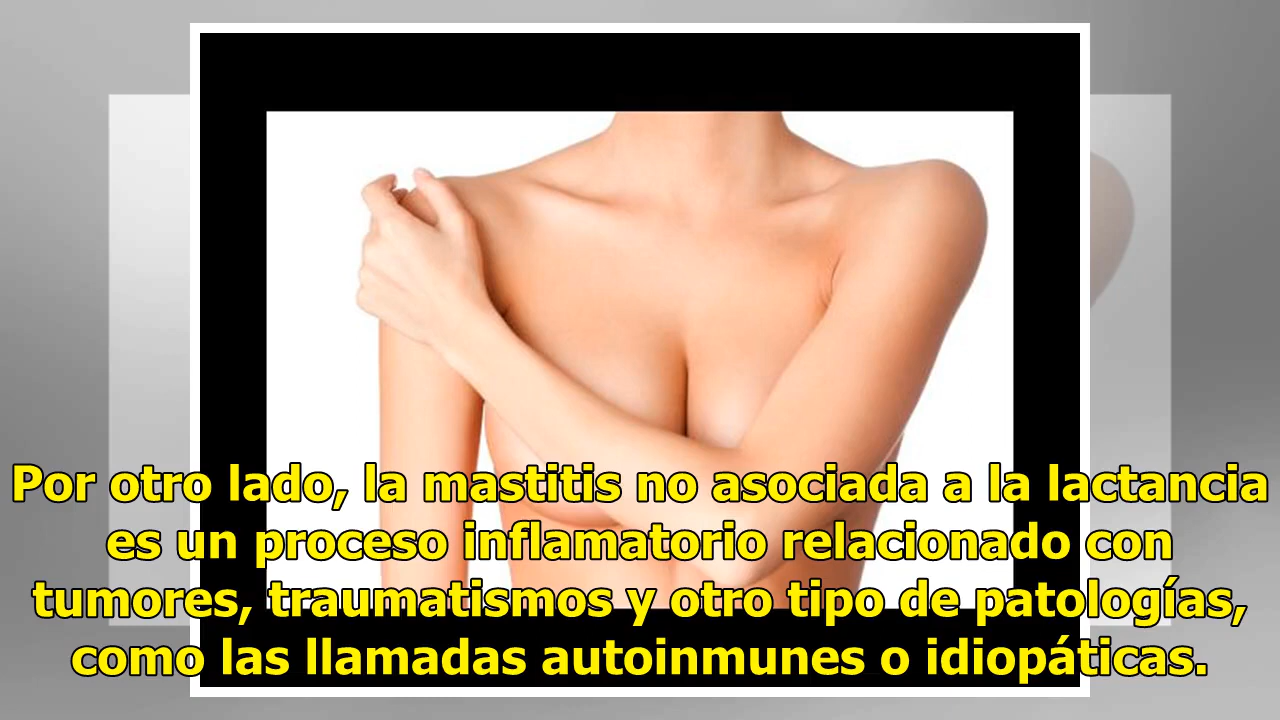 Por otro lado, la mastitis no asociada a la lactancia
es un proceso inflamatorio relacionado con
tumores, traumatismos y otro tipo de patologías,
como las llamadas autoinmunes o idiopáticas.